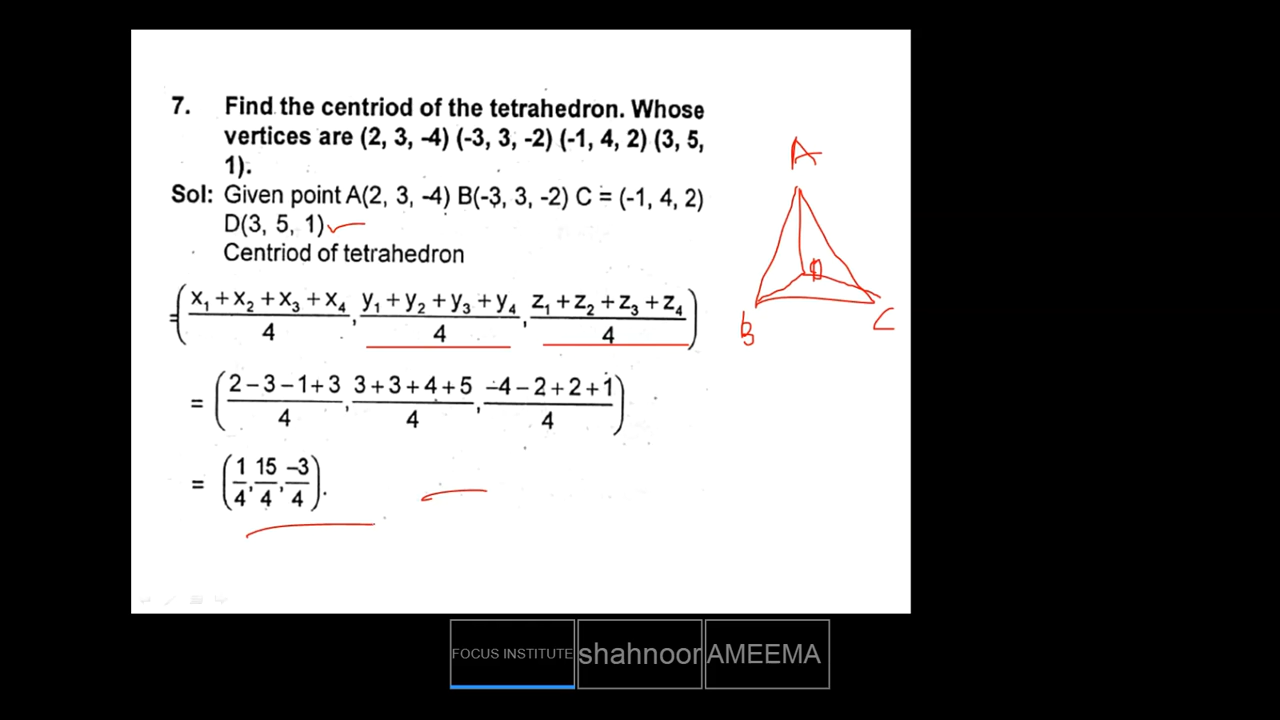 7. Find the centriod of the tetrahedron. Whose
vertices are (2, 3, -4) (-3, 3, -2) (-1, 4, 2) (3, 5,
1).
Sol: Given point A(2, 3, -4) B(-3, 3, -2) C = (-1, 4, 2)
D(3, 5, 1)
Centriod of tetrahedron
= ((x₁ + x₂ + x₃ + x₄)/4, (y₁ + y₂ + y₃ + y₄)/4, (z₁ + z₂ + z₃ + z₄)/4)
= ((2 – 3 – 1 + 3)/4, (3 + 3 + 4 + 5)/4, (–4 – 2 + 2 + 1)/4)
= (1/4, 15/4, –3/4).
A
D
B
C
FOCUS INSTITUTE
shahnoor
AMEEMA